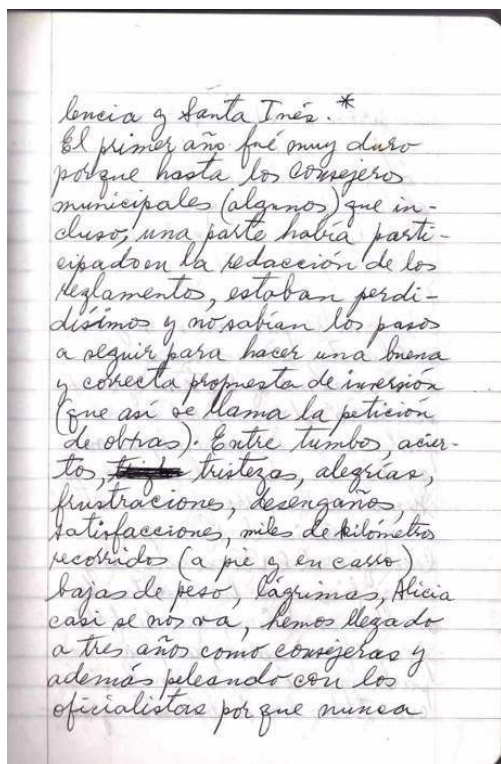 lencia y Santa Inés.*
El primer año fué muy duro
porque hasta los consejeros
municipales (algunos) que in-
cluso, una parte había parti-
cipado en la redacción de los
reglamentos, estaban perdi-
dísimos y no sabían los pasos
a seguir para hacer una buena
y correcta propuesta de inversión
(que así se llama la petición
de obras). Entre tumbos, acier-
tos, tristezas, alegrías,
frustraciones, desengaños,
satisfacciones, miles de kilómetros
recorridos (a pie y en carro)
bajas de peso, lágrimas, Alicia
casi se nos va, hemos llegado
a tres años como consejeras y
además peleando con los
oficialistas porque nunca